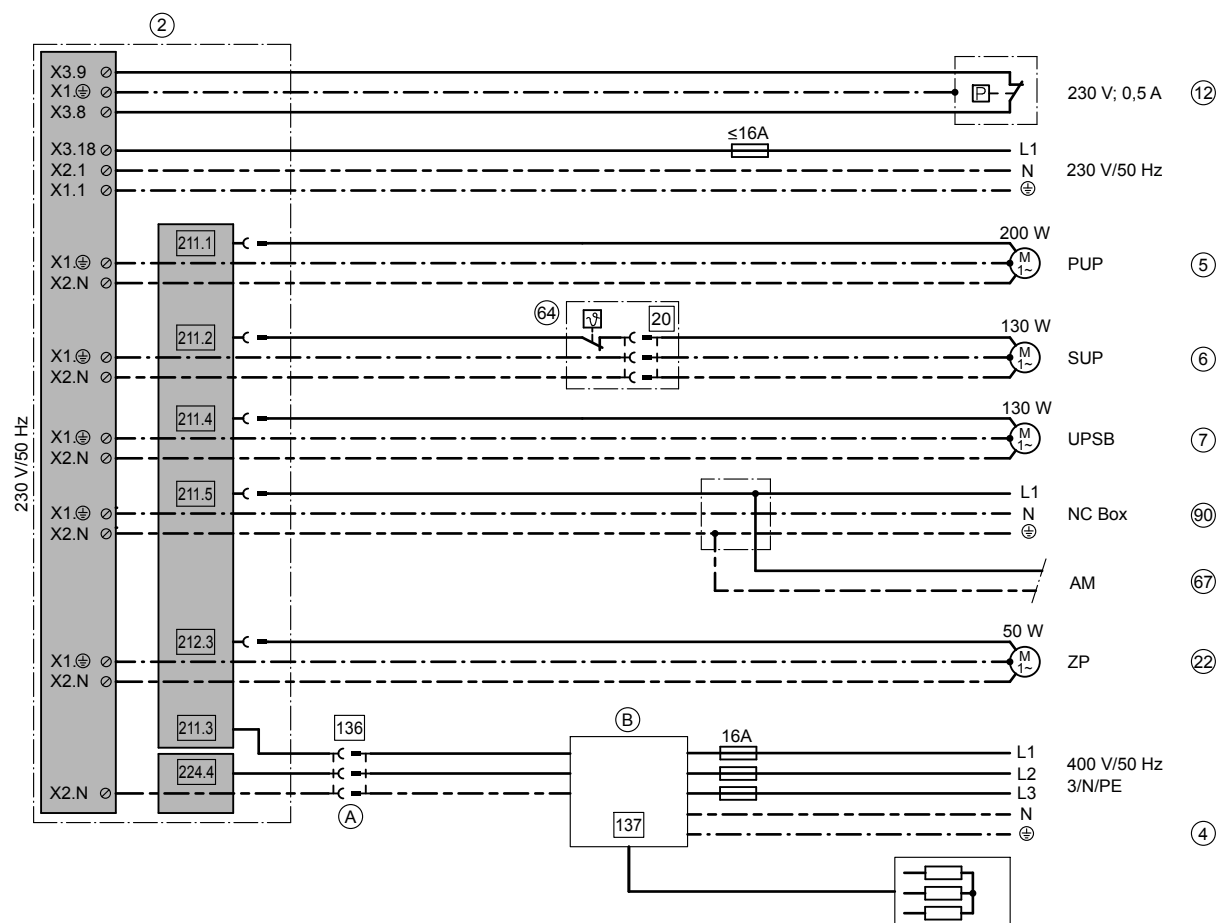 2
X3.9
X1.⏚
P
230 V; 0,5 A
12
X3.8
≤16A
X3.18
L1
X2.1
N
230 V/50 Hz
X1.1
⏚
200 W
211.1
X1.⏚
M
1~
PUP
5
X2.N
64
ϑ
20
130 W
211.2
X1.⏚
M
1~
SUP
6
X2.N
130 W
211.4
X1.⏚
M
1~
UPSB
7
X2.N
230 V/50 Hz
211.5
L1
X1.⏚
N
NC Box
90
X2.N
⏚
AM
67
50 W
212.3
X1.⏚
M
1~
ZP
22
X2.N
211.3
136
B
16A
L1
224.4
L2
400 V/50 Hz
3/N/PE
X2.N
L3
A
137
N
⏚
4